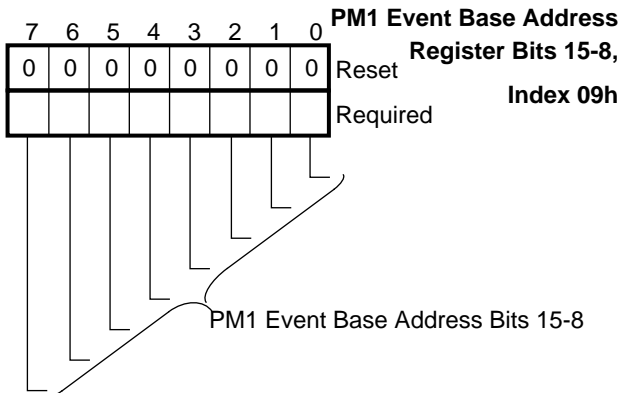 PM1 Event Base Address
Register Bits 15-8,
Index 09h
7 6 5 4 3 2 1 0
0 0 0 0 0 0 0 0 Reset
Required
PM1 Event Base Address Bits 15-8